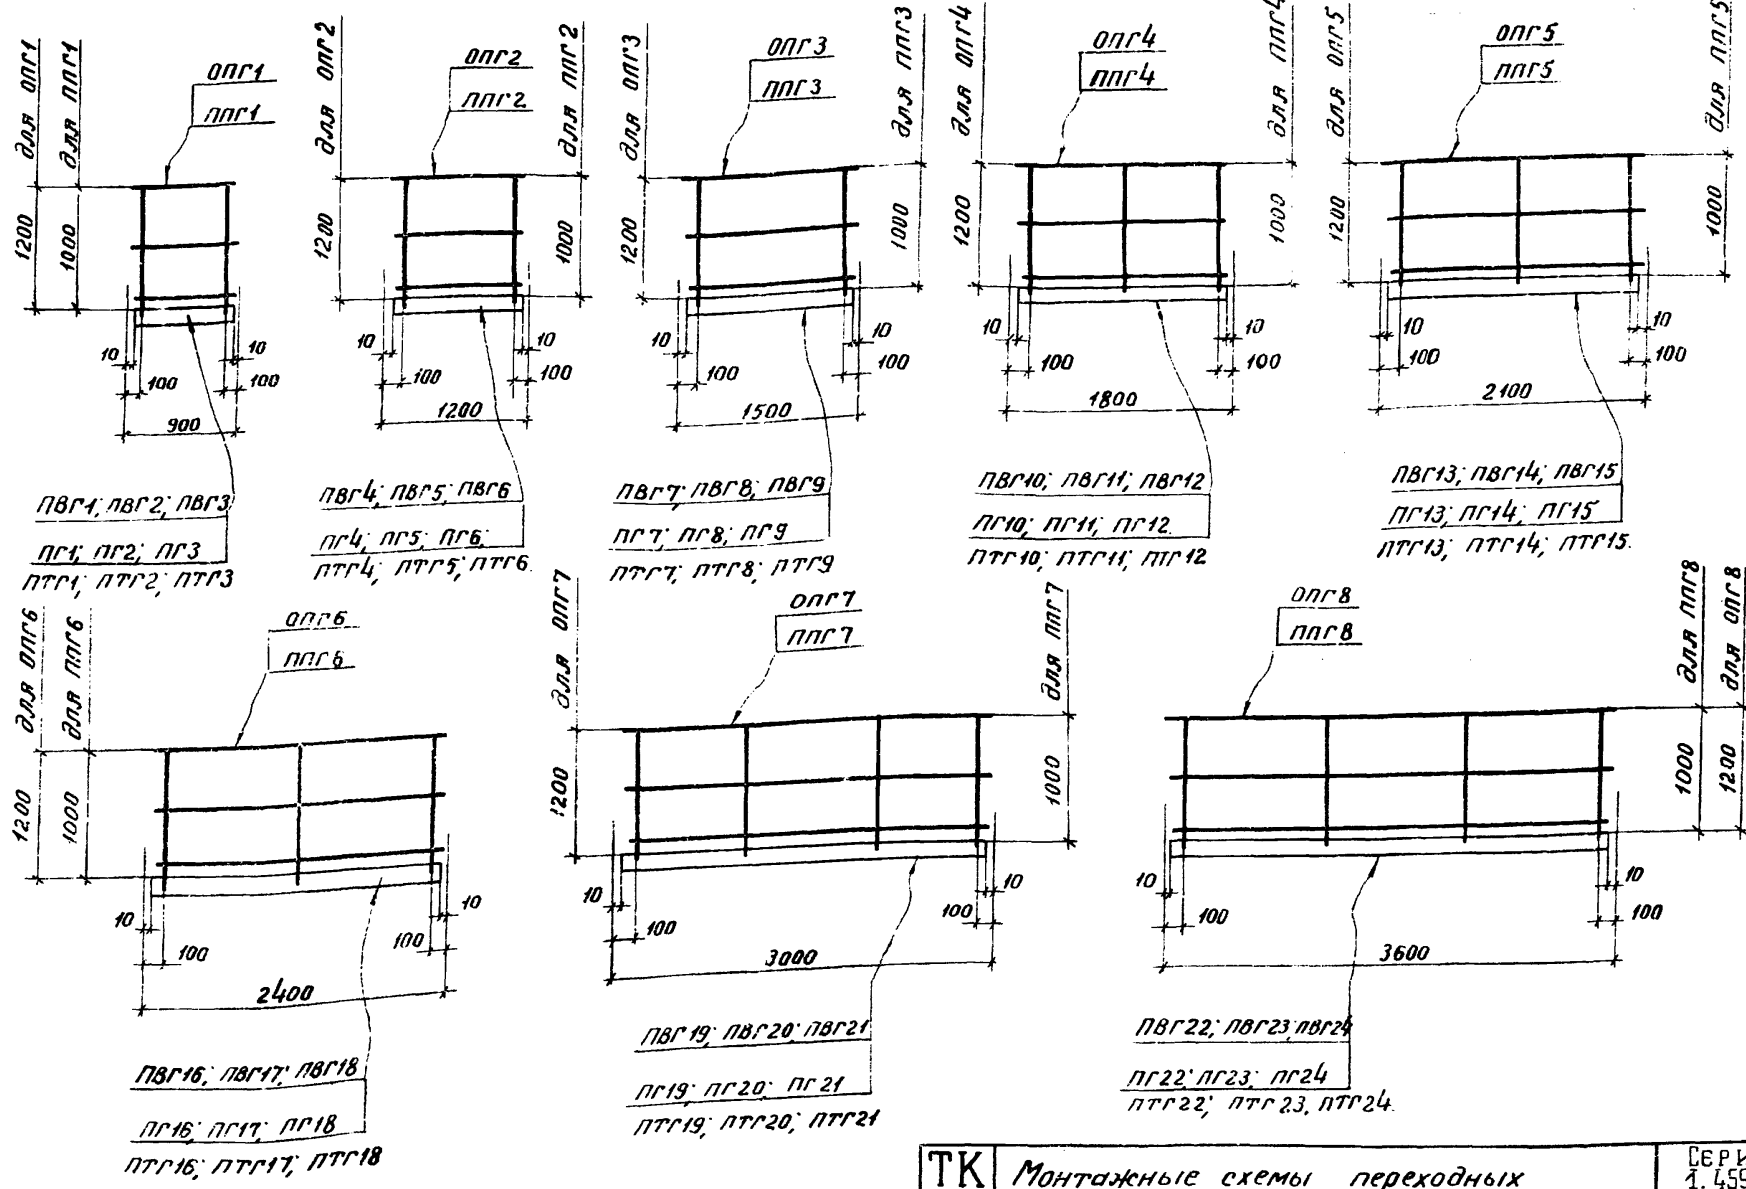 для ОПГ1
для ППГ1
ОПГ1
ППГ1
1200
1000
10
10
100
100
900
ПВГ1; ПВГ2; ПВГ3
ПГ1; ПГ2; ПГ3
ПТГ1; ПТГ2; ПТГ3
для ОПГ2
для ППГ2
ОПГ2
ППГ2
1200
1000
10
10
100
100
1200
ПВГ4; ПВГ5; ПВГ6
ПГ4; ПГ5; ПГ6;
ПТГ4; ПТГ5; ПТГ6
для ОПГ3
для ППГ3
ОПГ3
ППГ3
1200
1000
10
10
100
100
1500
ПВГ7; ПВГ8; ПВГ9
ПГ7; ПГ8; ПГ9
ПТГ7; ПТГ8; ПТГ9
для ОПГ4
для ППГ4
ОПГ4
ППГ4
1200
1000
10
10
100
100
1800
ПВГ10; ПВГ11; ПВГ12
ПГ10; ПГ11; ПГ12
ПТГ10; ПТГ11; ПТГ12
для ОПГ5
для ППГ5
ОПГ5
ППГ5
1200
1000
10
10
100
100
2100
ПВГ13; ПВГ14; ПВГ15
ПГ13; ПГ14; ПГ15
ПТГ13; ПТГ14; ПТГ15
для ОПГ6
для ППГ6
ОПГ6
ППГ6
1200
1000
10
10
100
100
2400
ПВГ16; ПВГ17; ПВГ18
ПГ16; ПГ17; ПГ18
ПТГ16; ПТГ17; ПТГ18
для ОПГ7
для ППГ7
ОПГ7
ППГ7
1200
1000
10
10
100
100
3000
ПВГ19; ПВГ20; ПВГ21
ПГ19; ПГ20; ПГ21
ПТГ19; ПТГ20; ПТГ21
для ППГ8
для ОПГ8
ОПГ8
ППГ8
1000
1200
10
10
100
100
3600
ПВГ22; ПВГ23; ПВГ24
ПГ22; ПГ23; ПГ24
ПТГ22; ПТГ23, ПТГ24
ТК
Монтажные схемы переходных